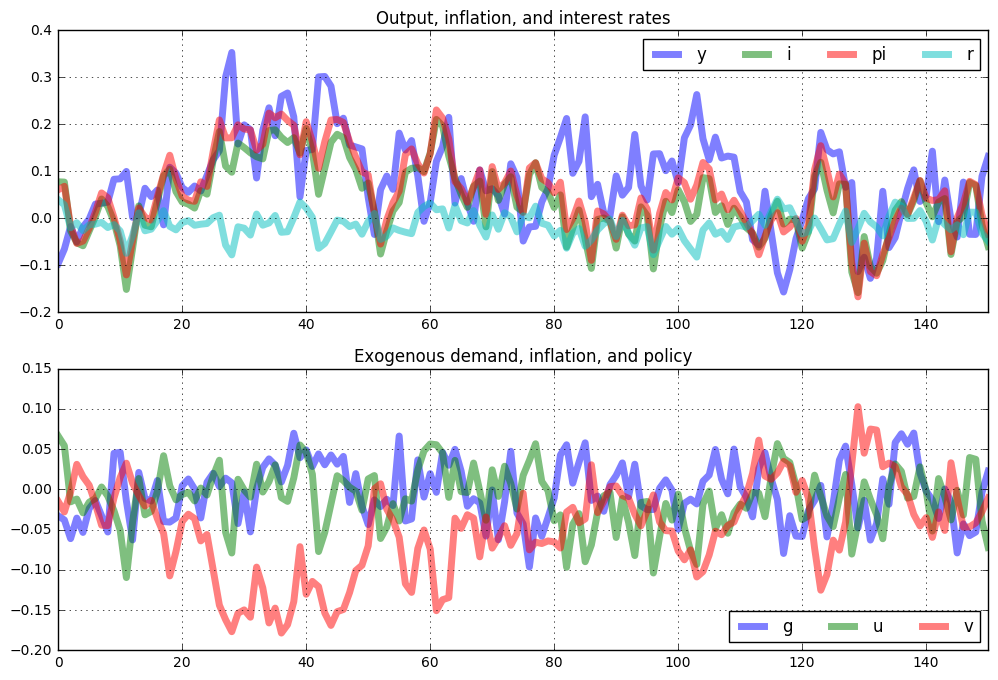 Output, inflation, and interest rates
y i pi r
0.4
0.3
0.2
0.1
0.0
−0.1
−0.2
0 20 40 60 80 100 120 140
Exogenous demand, inflation, and policy
0.15
0.10
0.05
0.00
−0.05
−0.10
−0.15
−0.20
g u v
0 20 40 60 80 100 120 140